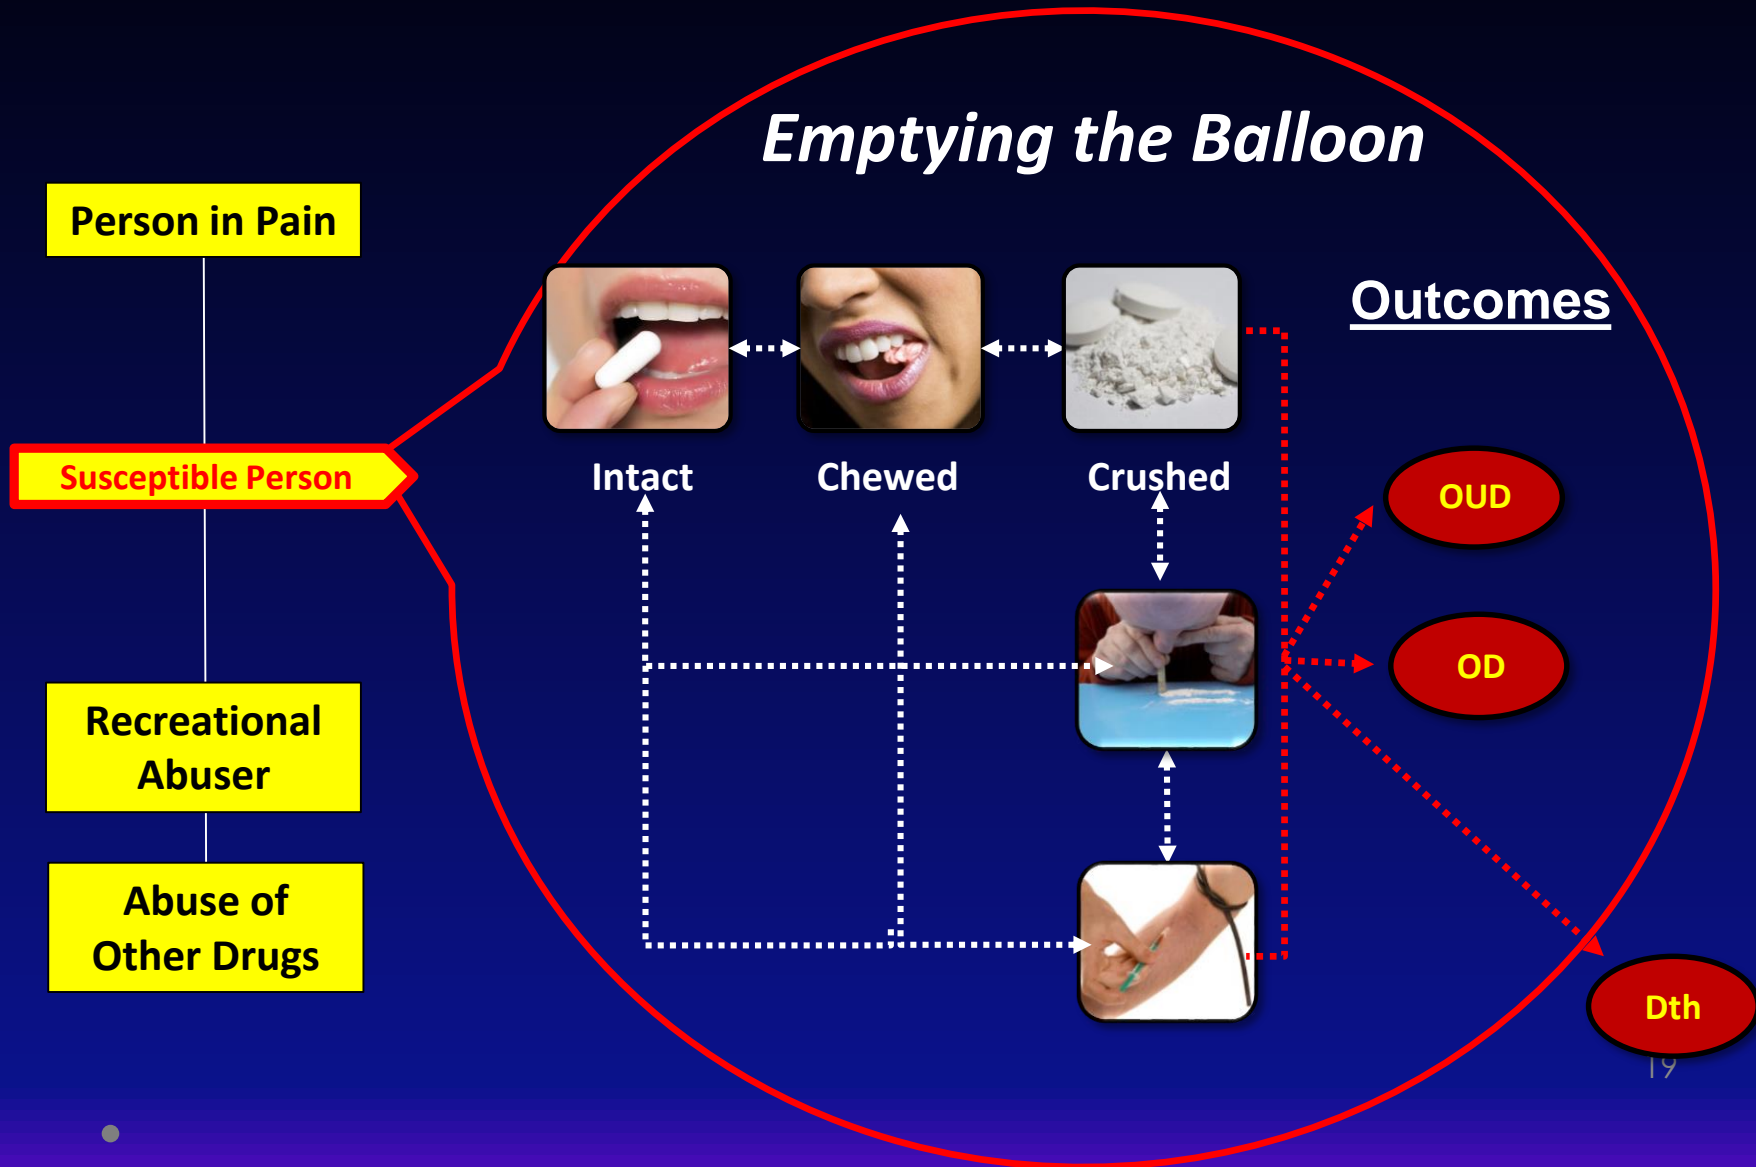 Emptying the Balloon
Person in Pain
Outcomes
Susceptible Person
Intact
Chewed
Crushed
OUD
OD
Recreational
Abuser
Abuse of
Other Drugs
Dth
19